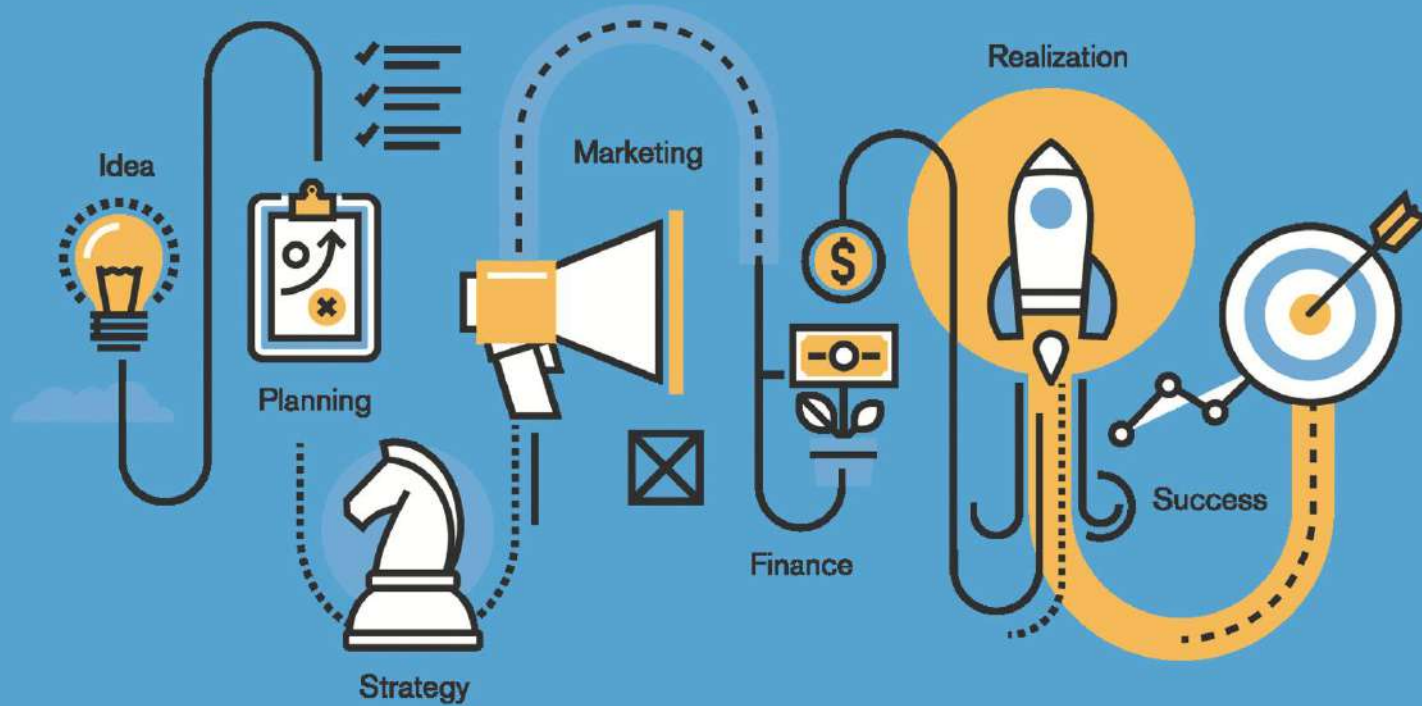 Idea
Planning
Strategy
Marketing
$
Finance
Realization
Success